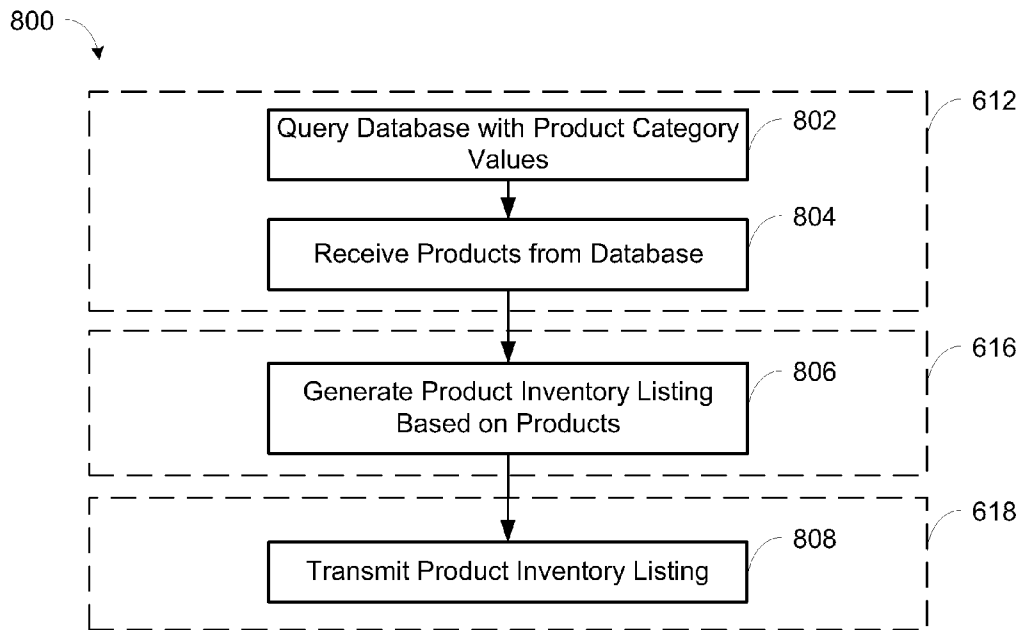 800
612
Query Database with Product Category
Values
802
Receive Products from Database
804
616
Generate Product Inventory Listing
Based on Products
806
618
Transmit Product Inventory Listing
808